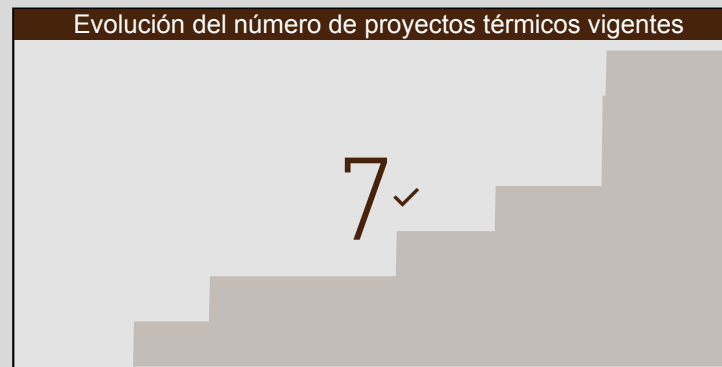 Evolución del número de proyectos térmicos vigentes
7✓